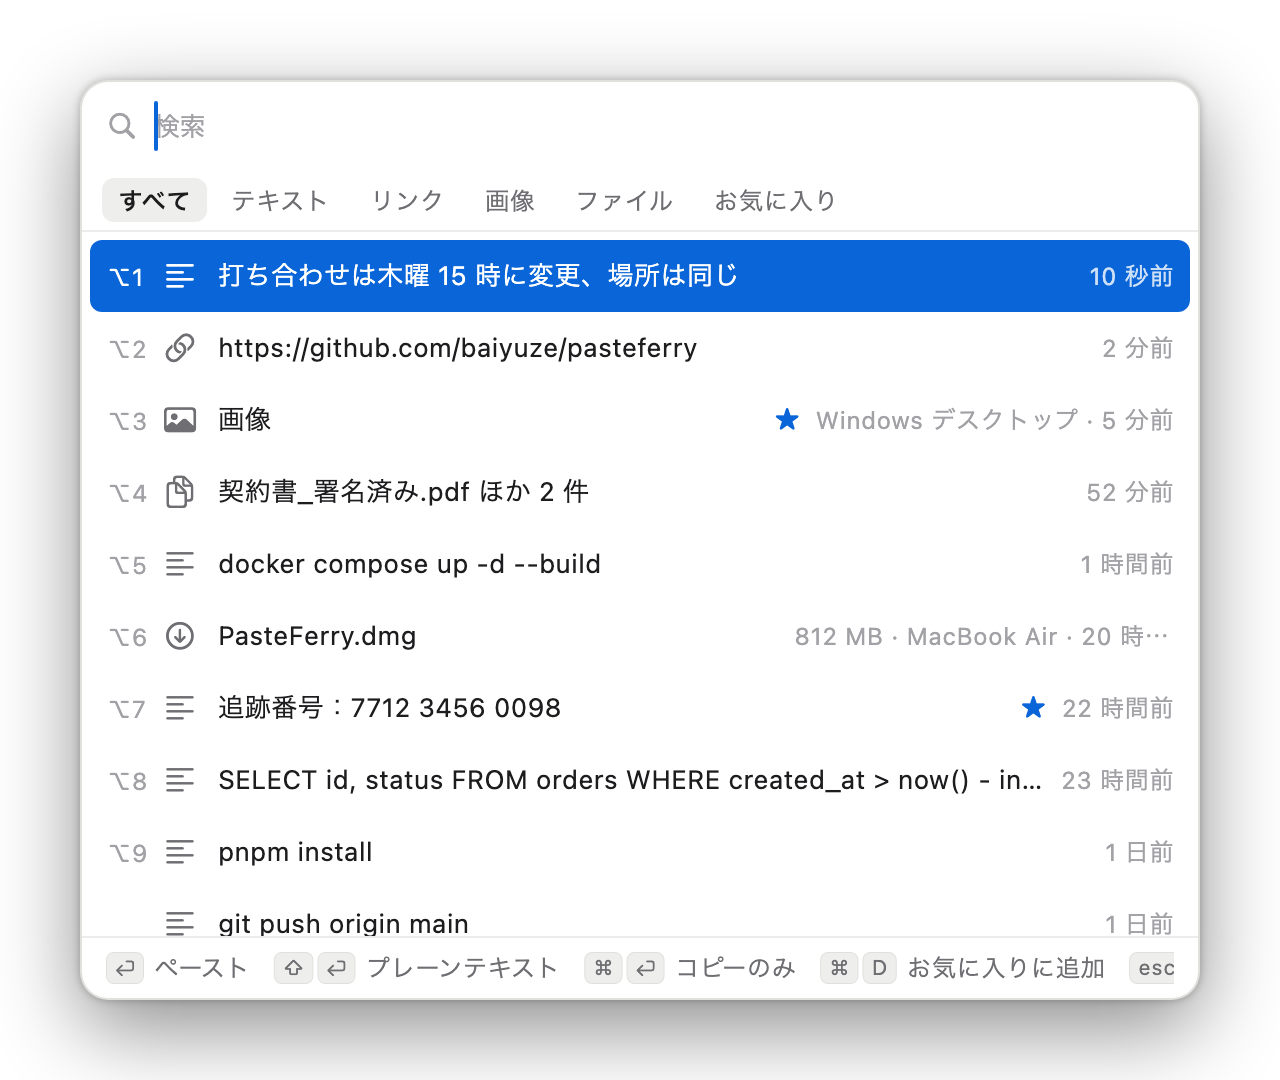 検索
すべて テキスト リンク 画像 ファイル お気に入り
⌥1 打ち合わせは木曜 15 時に変更、場所は同じ 10 秒前
⌥2 https://github.com/baiyuze/pasteferry 2 分前
⌥3 画像 ★ Windows デスクトップ · 5 分前
⌥4 契約書_署名済み.pdf ほか 2 件 52 分前
⌥5 docker compose up -d --build 1 時間前
⌥6 PasteFerry.dmg 812 MB · MacBook Air · 20 時…
⌥7 追跡番号：7712 3456 0098 ★ 22 時間前
⌥8 SELECT id, status FROM orders WHERE created_at > now() - in... 23 時間前
⌥9 pnpm install 1 日前
git push origin main 1 日前
↩ ペースト ⇧ ↩ プレーンテキスト ⌘ ↩ コピーのみ ⌘ D お気に入りに追加 esc